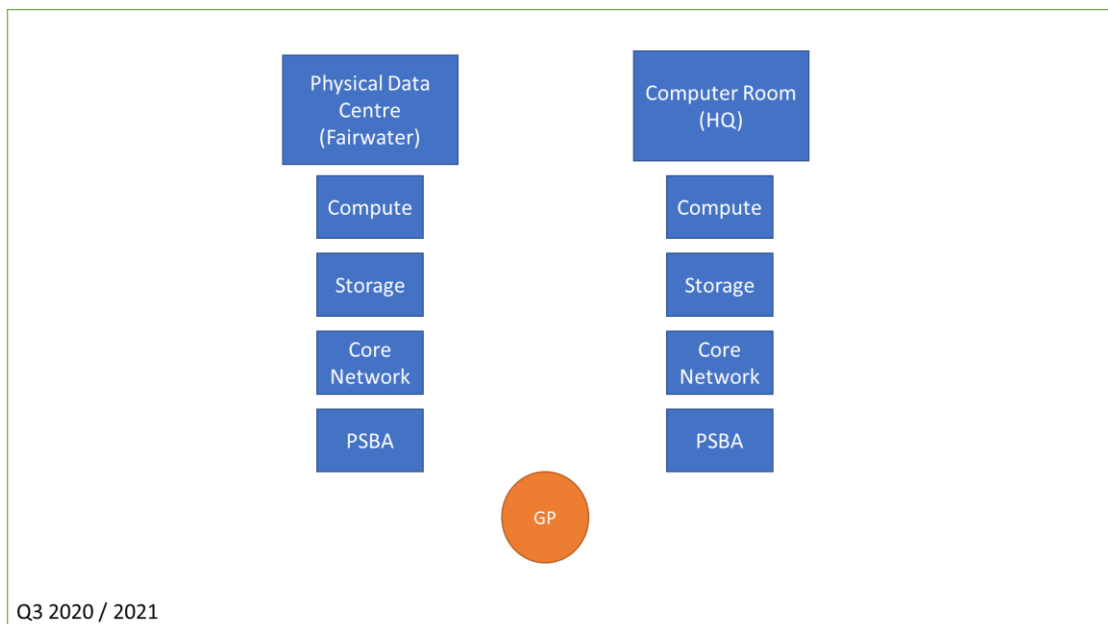 Physical Data
Centre
(Fairwater)
Compute
Storage
Core
Network
PSBA
Computer Room
(HQ)
Compute
Storage
Core
Network
PSBA
GP
Q3 2020 / 2021